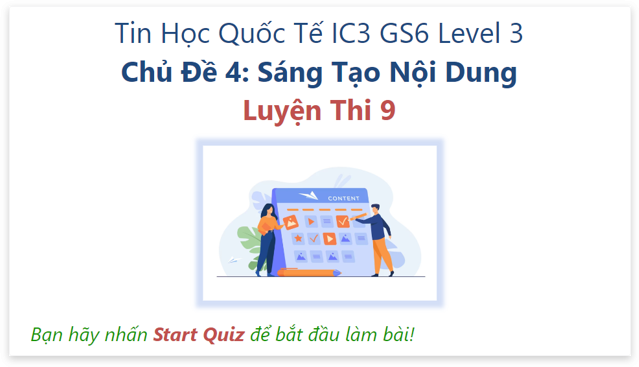 Tin Học Quốc Tế IC3 GS6 Level 3
Chủ Đề 4: Sáng Tạo Nội Dung
Luyện Thi 9
CONTENT
Bạn hãy nhấn Start Quiz để bắt đầu làm bài!